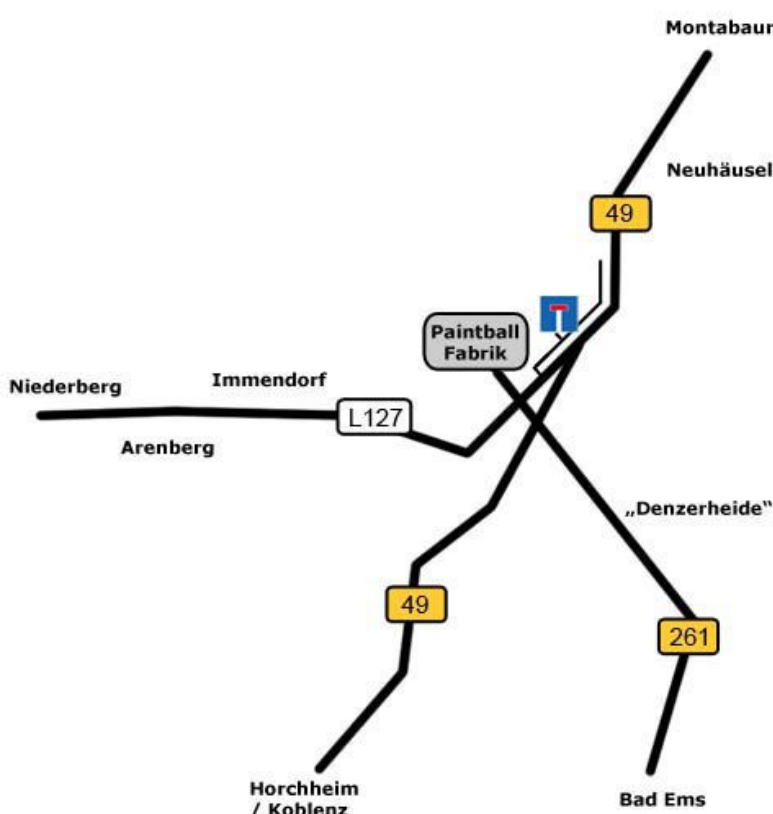 Montabaur
Neuhäusel
49
Paintball
Fabrik
Immendorf
Niederberg
L127
Arenberg
„Denzerheide“
49
261
Horchheim
/ Koblenz
Bad Ems